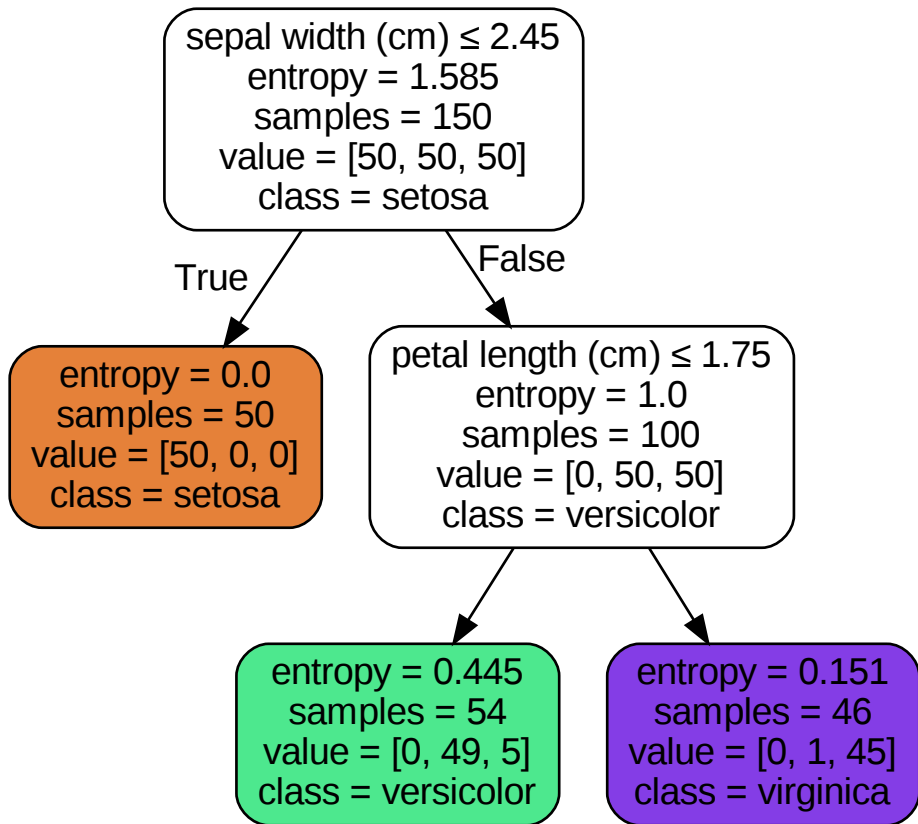 sepal width (cm) ≤ 2.45
entropy = 1.585
samples = 150
value = [50, 50, 50]
class = setosa
True
False
entropy = 0.0
samples = 50
value = [50, 0, 0]
class = setosa
petal length (cm) ≤ 1.75
entropy = 1.0
samples = 100
value = [0, 50, 50]
class = versicolor
entropy = 0.445
samples = 54
value = [0, 49, 5]
class = versicolor
entropy = 0.151
samples = 46
value = [0, 1, 45]
class = virginica